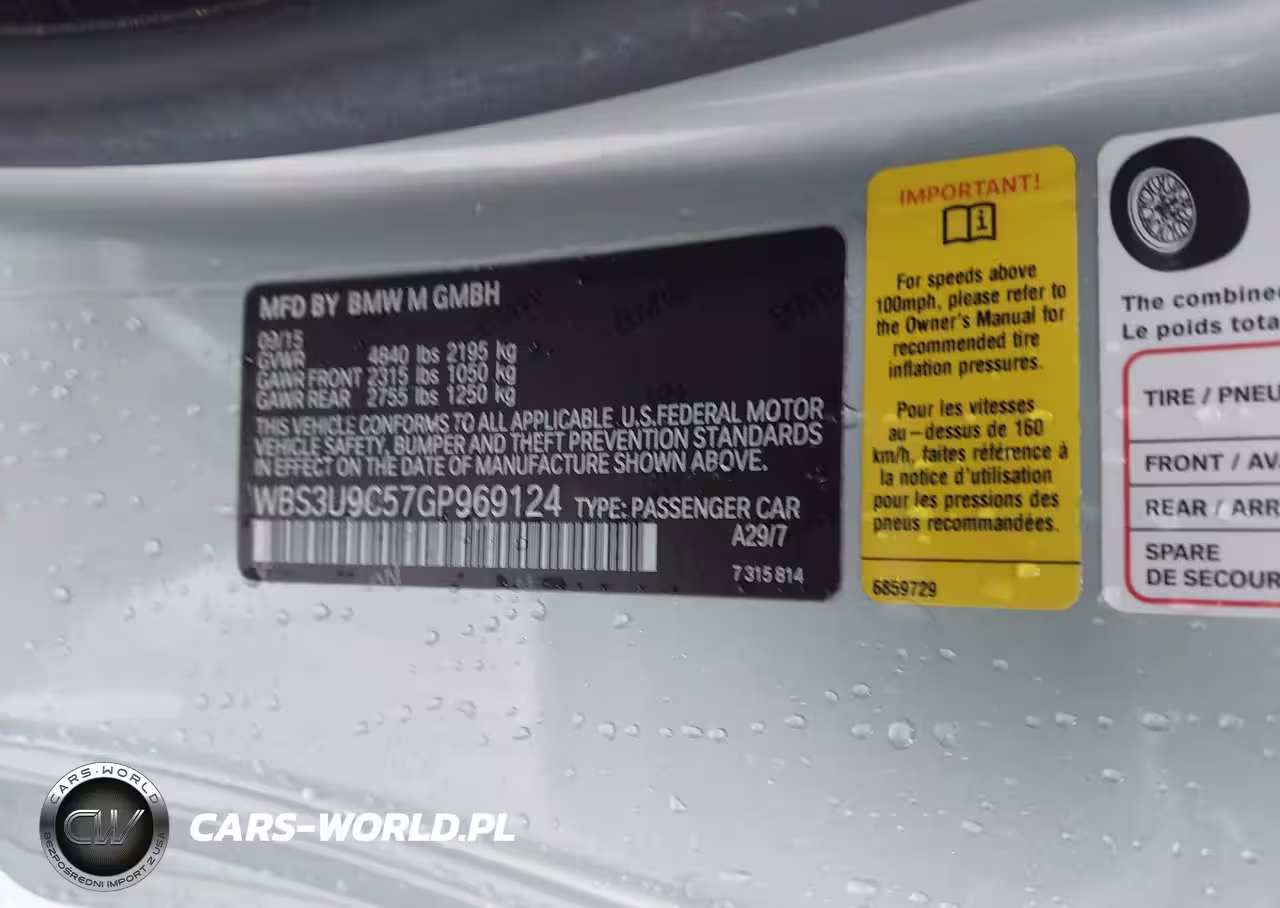 MFD BY BMW M GMBH
09/15
GVWR 4840 lbs 2195 kg
GAWR FRONT 2315 lbs 1050 kg
GAWR REAR 2755 lbs 1250 kg
THIS VEHICLE CONFORMS TO ALL APPLICABLE U.S.FEDERAL MOTOR
VEHICLE SAFETY, BUMPER AND THEFT PREVENTION STANDARDS
IN EFFECT ON THE DATE OF MANUFACTURE SHOWN ABOVE.
WBS3U9C57GP969124 TYPE: PASSENGER CAR
A29/7
7315814
IMPORTANT!
For speeds above
100mph, please refer to
the Owner's Manual for
recommended tire
inflation pressures.
Pour les vitesses
au-dessus de 160
km/h, faites référence à
la notice d'utilisation
pour les pressions des
pneus recommandées.
6859729
The combine
Le poids tota
TIRE / PNEU
FRONT / AVA
REAR / ARR
SPARE
DE SECOUR
CARS-WORLD
CW
BEZPOŚREDNI IMPORT Z USA
CARS-WORLD.PL